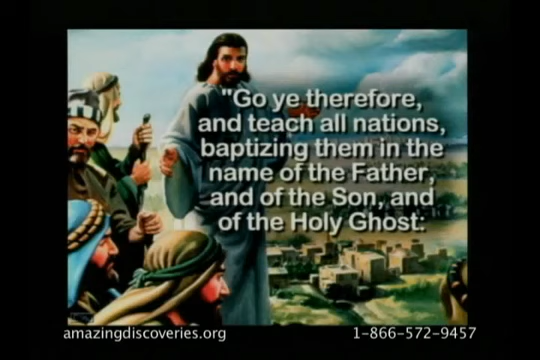 "Go ye therefore,
and teach all nations,
baptizing them in the
name of the Father,
and of the Son, and
of the Holy Ghost:
amazingdiscoveries.org
1-866-572-9457